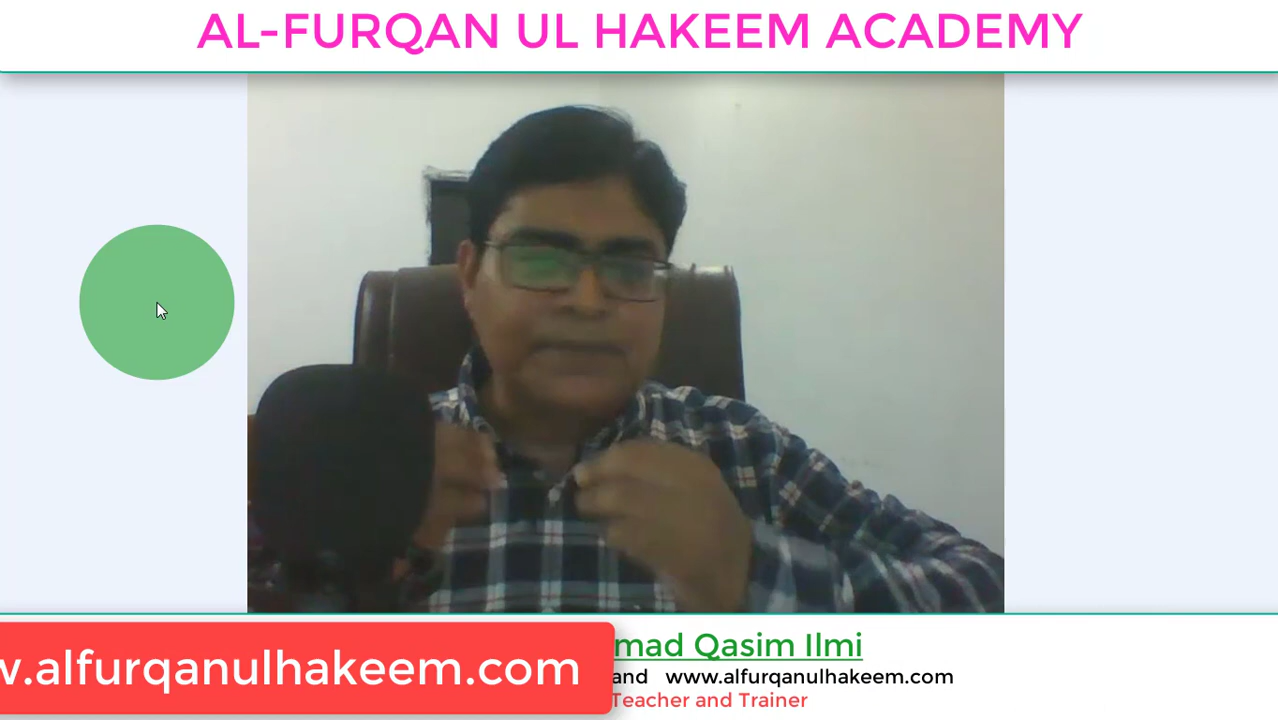 AL-FURQAN UL HAKEEM ACADEMY
mad Qasim Ilmi
w.alfurqanulhakeem.com
and www.alfurqanulhakeem.com
Teacher and Trainer